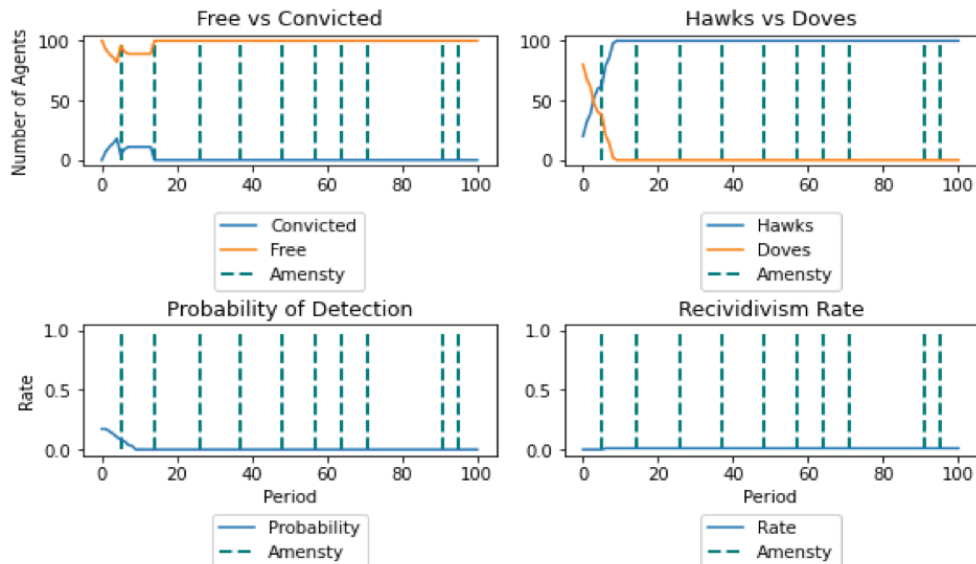 Free vs Convicted
Number of Agents
100
50
0
0 20 40 60 80 100
Convicted
Free
Amensty
Hawks vs Doves
100
50
0
0 20 40 60 80 100
Hawks
Doves
Amensty
Probability of Detection
Rate
1.0
0.5
0.0
0 20 40 60 80 100
Period
Probability
Amensty
Recividivism Rate
1.0
0.5
0.0
0 20 40 60 80 100
Period
Rate
Amensty